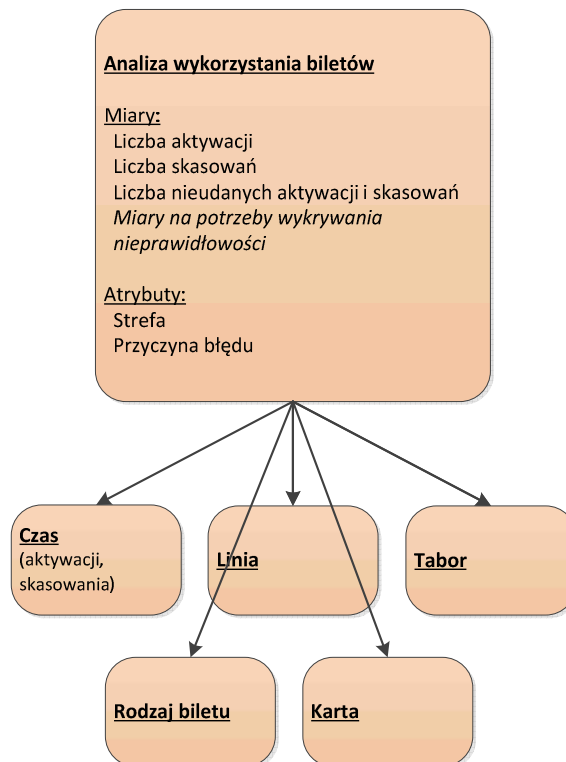 Analiza wykorzystania biletów
Miary:
Liczba aktywacji
Liczba skasowań
Liczba nieudanych aktywacji i skasowań
Miary na potrzeby wykrywania
nieprawidłowości
Atrybuty:
Strefa
Przyczyna błędu
Czas
(aktywacji,
skasowania)
Linia
Tabor
Rodzaj biletu
Karta